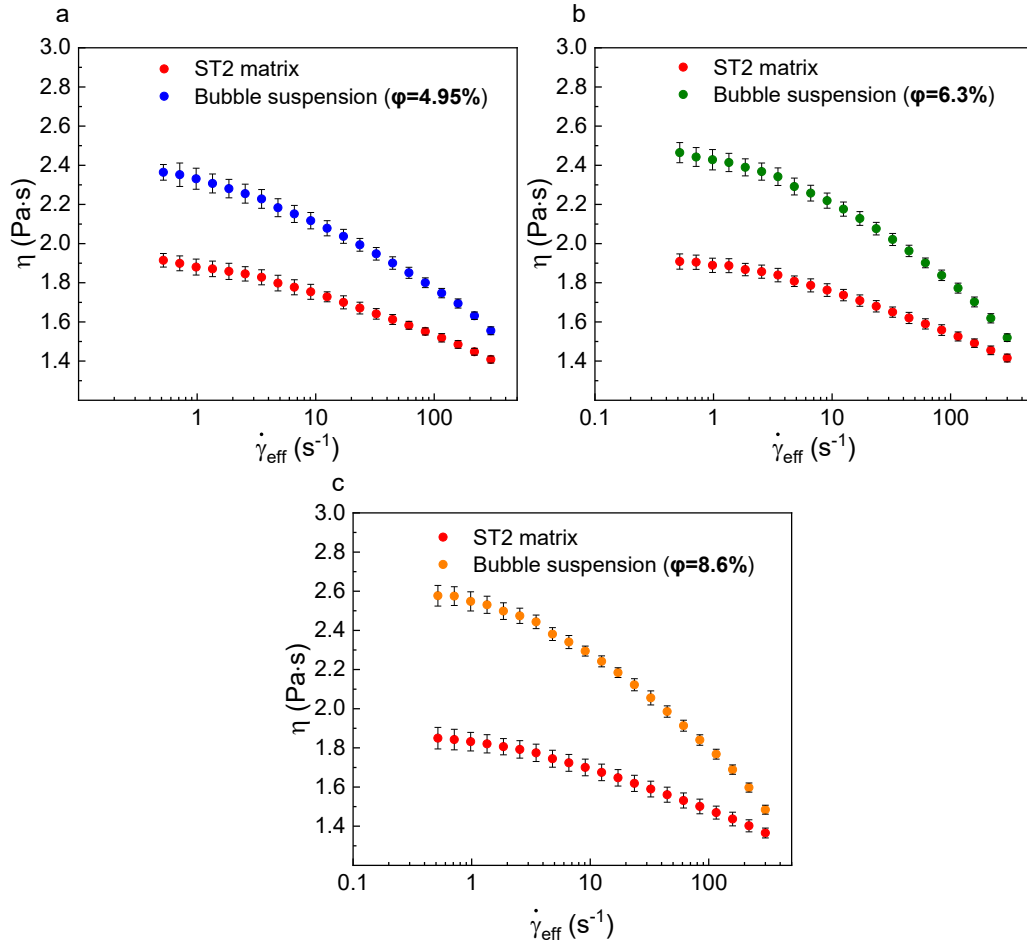 a
3.0
2.8
2.6
2.4
2.2
2.0
1.8
1.6
1.4
η (Pa·s)
ST2 matrix
Bubble suspension (φ=4.95%)
1
10
100
γ̇eff (s-1)
b
3.0
2.8
2.6
2.4
2.2
2.0
1.8
1.6
1.4
η (Pa·s)
ST2 matrix
Bubble suspension (φ=6.3%)
0.1
1
10
100
γ̇eff (s-1)
c
3.0
2.8
2.6
2.4
2.2
2.0
1.8
1.6
1.4
η (Pa·s)
ST2 matrix
Bubble suspension (φ=8.6%)
0.1
1
10
100
γ̇eff (s-1)